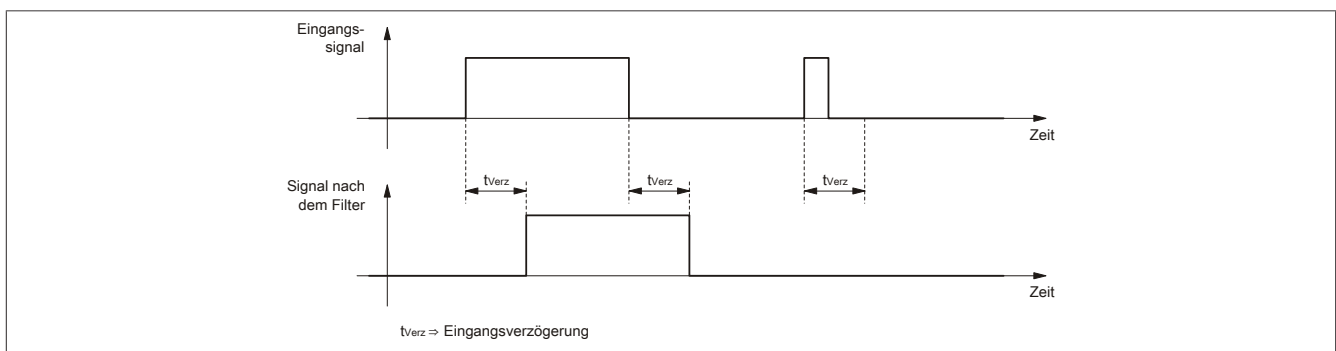 Eingangs-
signal
Zeit
Signal nach
dem Filter
tVerz
tVerz
tVerz
Zeit
tVerz ⇒ Eingangsverzögerung